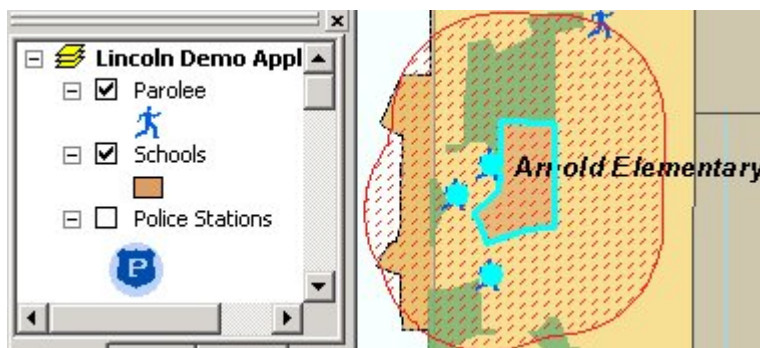 Lincoln Demo Appl
Parolee
Schools
Police Stations
P
Arnold Elementary